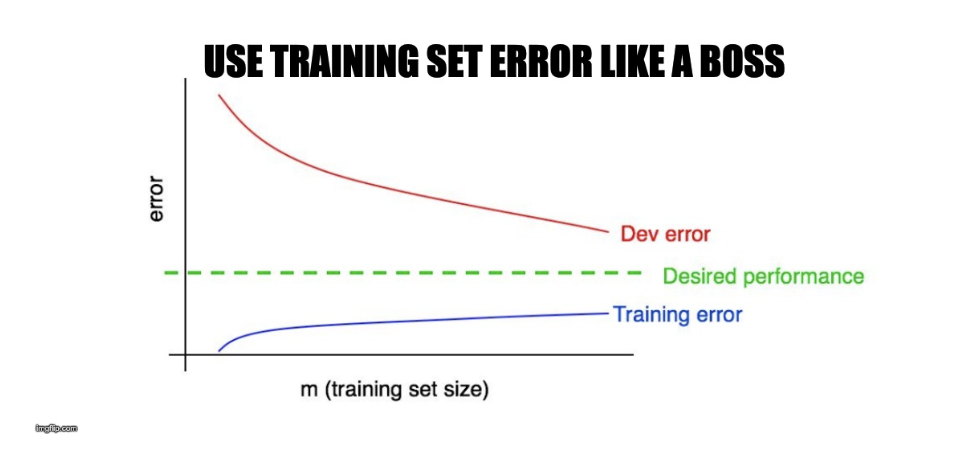 USE TRAINING SET ERROR LIKE A BOSS
error
Dev error
Desired performance
Training error
m (training set size)
imgflip.com